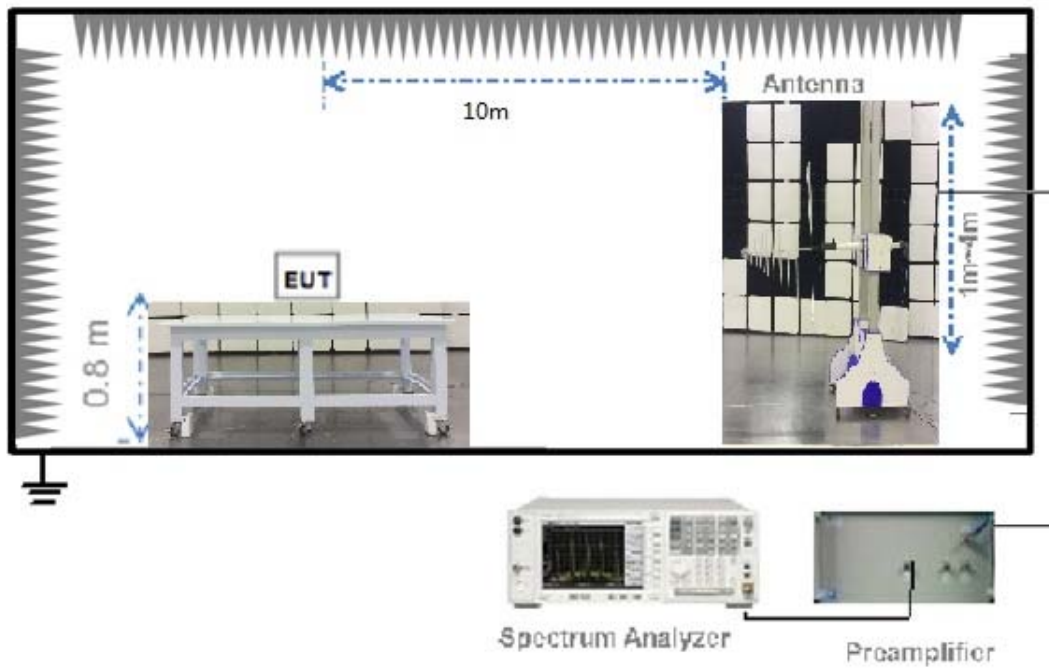 Antenna
10m
1m~4m
EUT
0.8 m
Spectrum Analyzer
Preamplifier